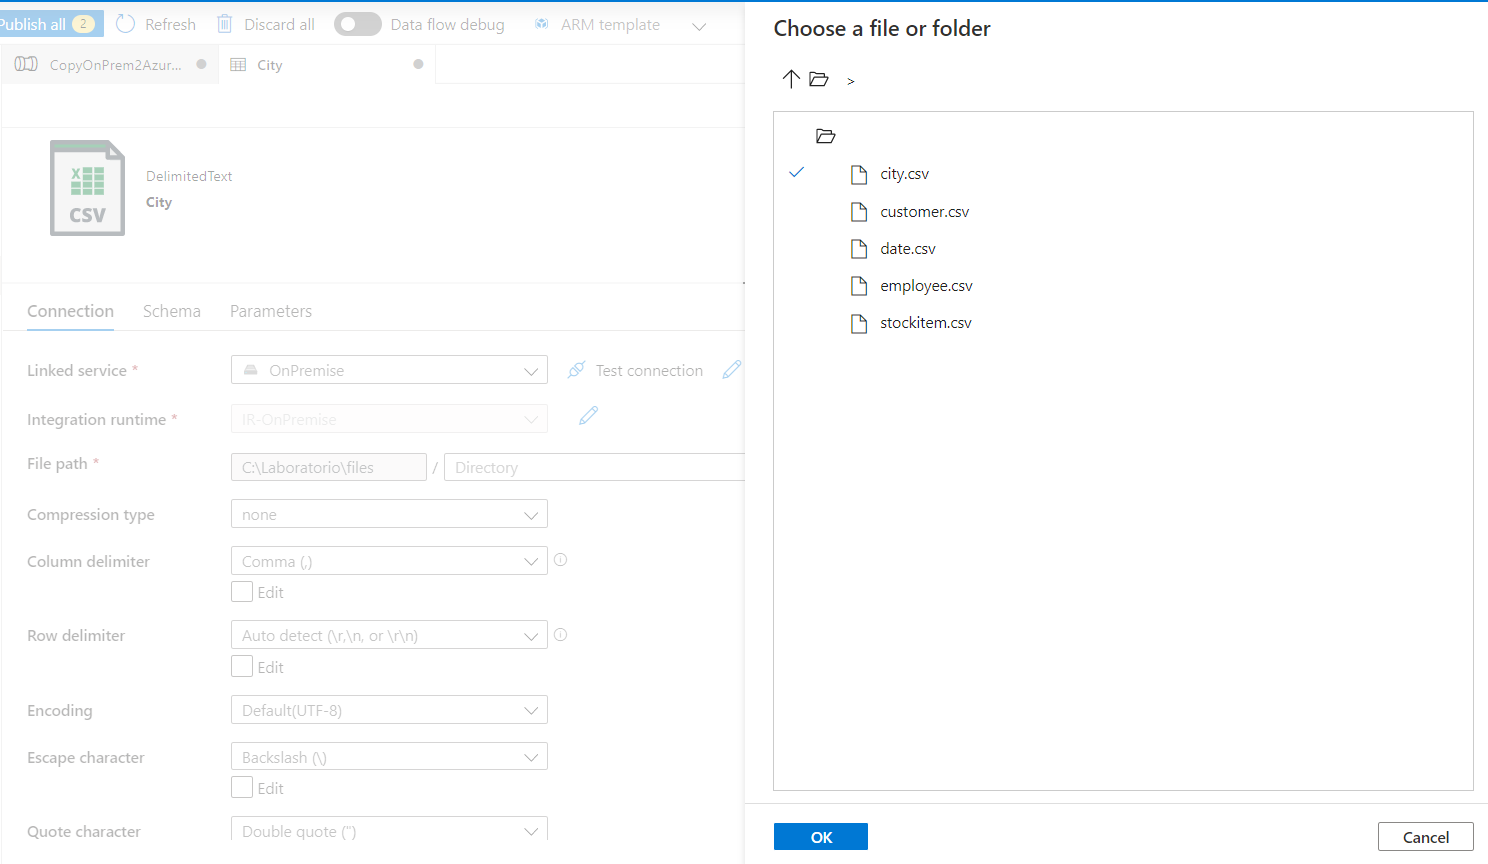 Publish all 2 Refresh Discard all Data flow debug ARM template
CopyOnPrem2Azur... City
CSV
DelimitedText
City
Connection Schema Parameters
Linked service * OnPremise Test connection
Integration runtime * IR-OnPremise
File path * C:\Laboratorio\files / Directory
Compression type none
Column delimiter Comma (,)
Edit
Row delimiter Auto detect (\r,\n, or \r\n)
Edit
Encoding Default(UTF-8)
Escape character Backslash (\)
Edit
Quote character Double quote (")
Choose a file or folder
>
city.csv
customer.csv
date.csv
employee.csv
stockitem.csv
OK Cancel